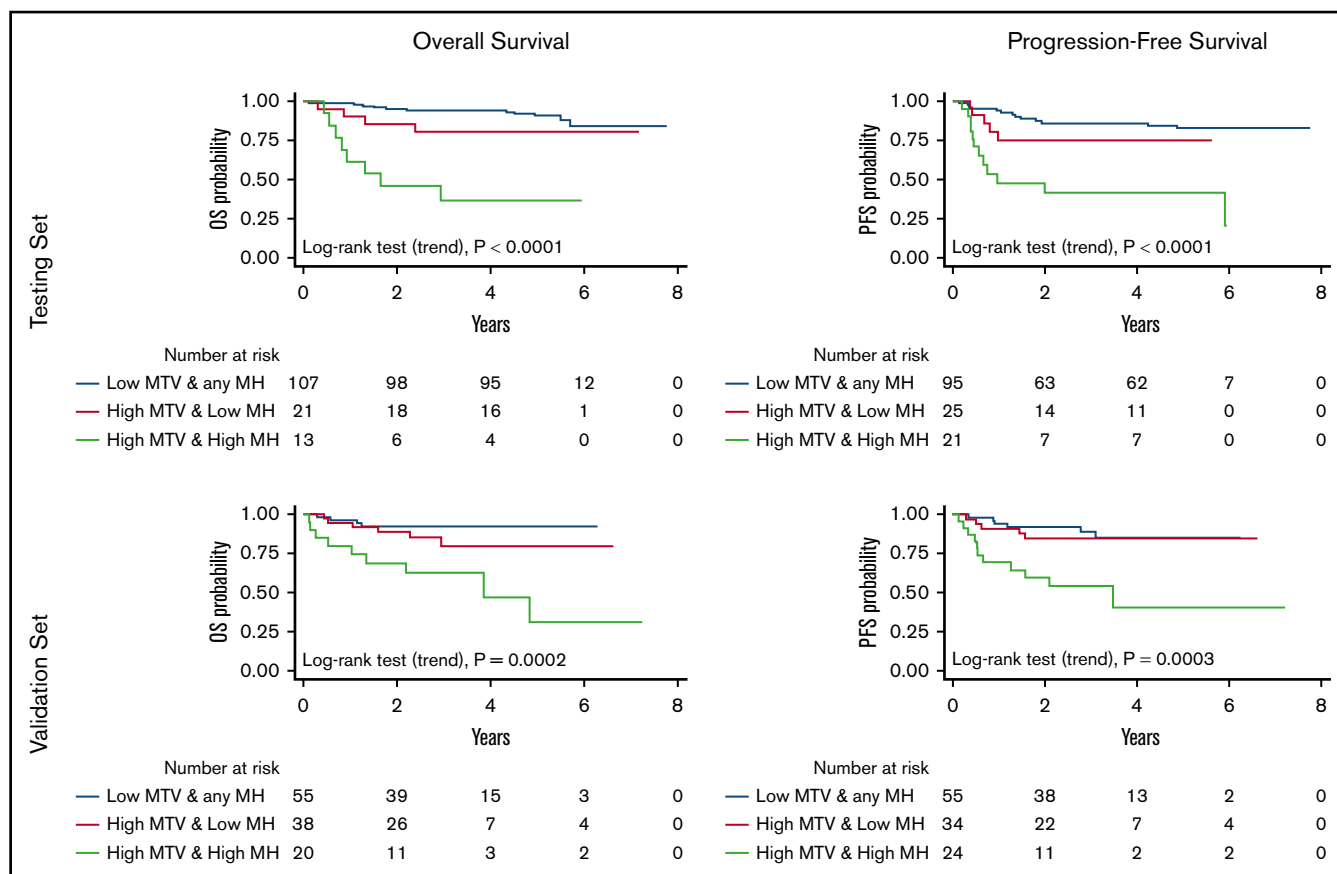 Overall Survival
Progression-Free Survival
Testing Set
OS probability
1.00
0.75
0.50
0.25
0.00
Log-rank test (trend), P < 0.0001
0 2 4 6 8
Years
Number at risk
Low MTV & any MH 107 98 95 12 0
High MTV & Low MH 21 18 16 1 0
High MTV & High MH 13 6 4 0 0
PFS probability
1.00
0.75
0.50
0.25
0.00
Log-rank test (trend), P < 0.0001
0 2 4 6 8
Years
Number at risk
Low MTV & any MH 95 63 62 7 0
High MTV & Low MH 25 14 11 0 0
High MTV & High MH 21 7 7 0 0
Validation Set
OS probability
1.00
0.75
0.50
0.25
0.00
Log-rank test (trend), P = 0.0002
0 2 4 6 8
Years
Number at risk
Low MTV & any MH 55 39 15 3 0
High MTV & Low MH 38 26 7 4 0
High MTV & High MH 20 11 3 2 0
PFS probability
1.00
0.75
0.50
0.25
0.00
Log-rank test (trend), P = 0.0003
0 2 4 6 8
Years
Number at risk
Low MTV & any MH 55 38 13 2 0
High MTV & Low MH 34 22 7 4 0
High MTV & High MH 24 11 2 2 0